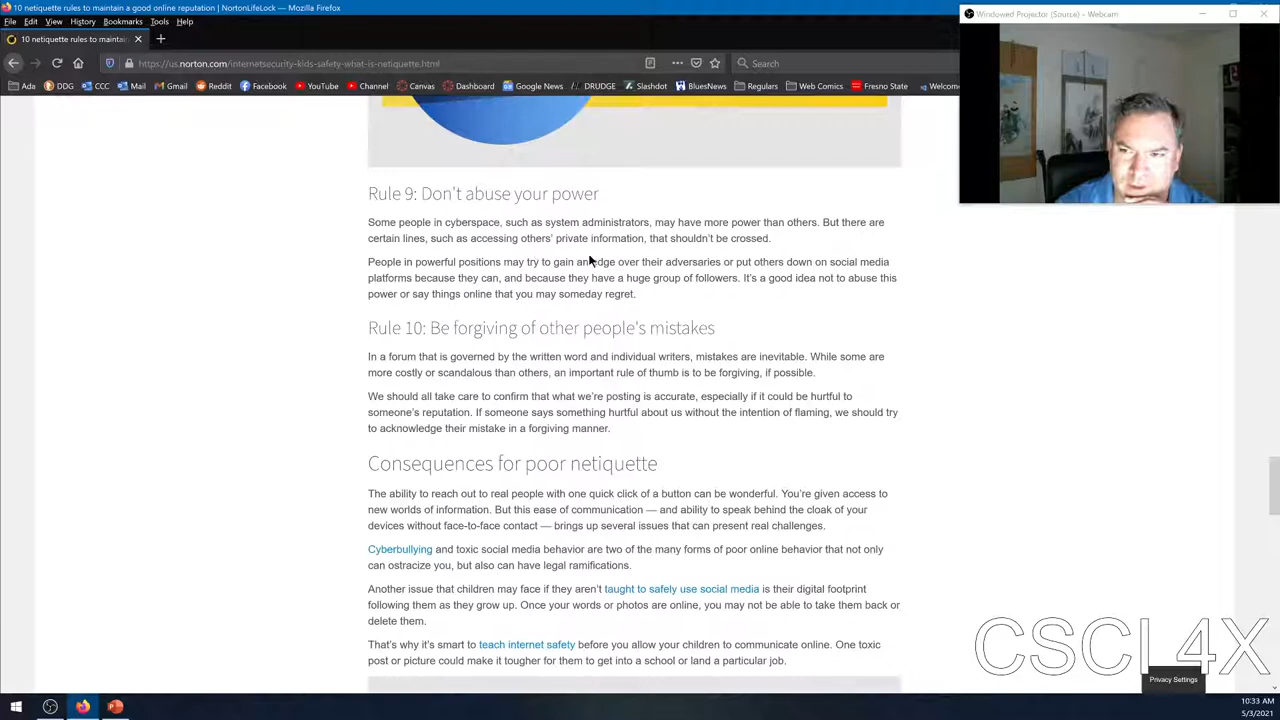 10 netiquette rules to maintain a good online reputation | NortonLifeLock — Mozilla Firefox
Windowed Projector (Source) - Webcam
File Edit View History Bookmarks Tools Help
10 netiquette rules to maintain
https://us.norton.com/internetsecurity-kids-safety-what-is-netiquette.html
Search
Ada DDG CCC Mail Gmail Reddit Facebook YouTube Channel Canvas Dashboard Google News DRUDGE Slashdot BluesNews Regulars Web Comics Fresno State Welcome
Rule 9: Don't abuse your power
Some people in cyberspace, such as system administrators, may have more power than others. But there are
certain lines, such as accessing others' private information, that shouldn't be crossed.
People in powerful positions may try to gain an edge over their adversaries or put others down on social media
platforms because they can, and because they have a huge group of followers. It's a good idea not to abuse this
power or say things online that you may someday regret.
Rule 10: Be forgiving of other people's mistakes
In a forum that is governed by the written word and individual writers, mistakes are inevitable. While some are
more costly or scandalous than others, an important rule of thumb is to be forgiving, if possible.
We should all take care to confirm that what we're posting is accurate, especially if it could be hurtful to
someone's reputation. If someone says something hurtful about us without the intention of flaming, we should try
to acknowledge their mistake in a forgiving manner.
Consequences for poor netiquette
The ability to reach out to real people with one quick click of a button can be wonderful. You're given access to
new worlds of information. But this ease of communication — and ability to speak behind the cloak of your
devices without face-to-face contact — brings up several issues that can present real challenges.
Cyberbullying and toxic social media behavior are two of the many forms of poor online behavior that not only
can ostracize you, but also can have legal ramifications.
Another issue that children may face if they aren't taught to safely use social media is their digital footprint
following them as they grow up. Once your words or photos are online, you may not be able to take them back or
delete them.
That's why it's smart to teach internet safety before you allow your children to communicate online. One toxic
post or picture could make it tougher for them to get into a school or land a particular job.
CSCI 4X
Privacy Settings
10:33 AM
5/3/2021